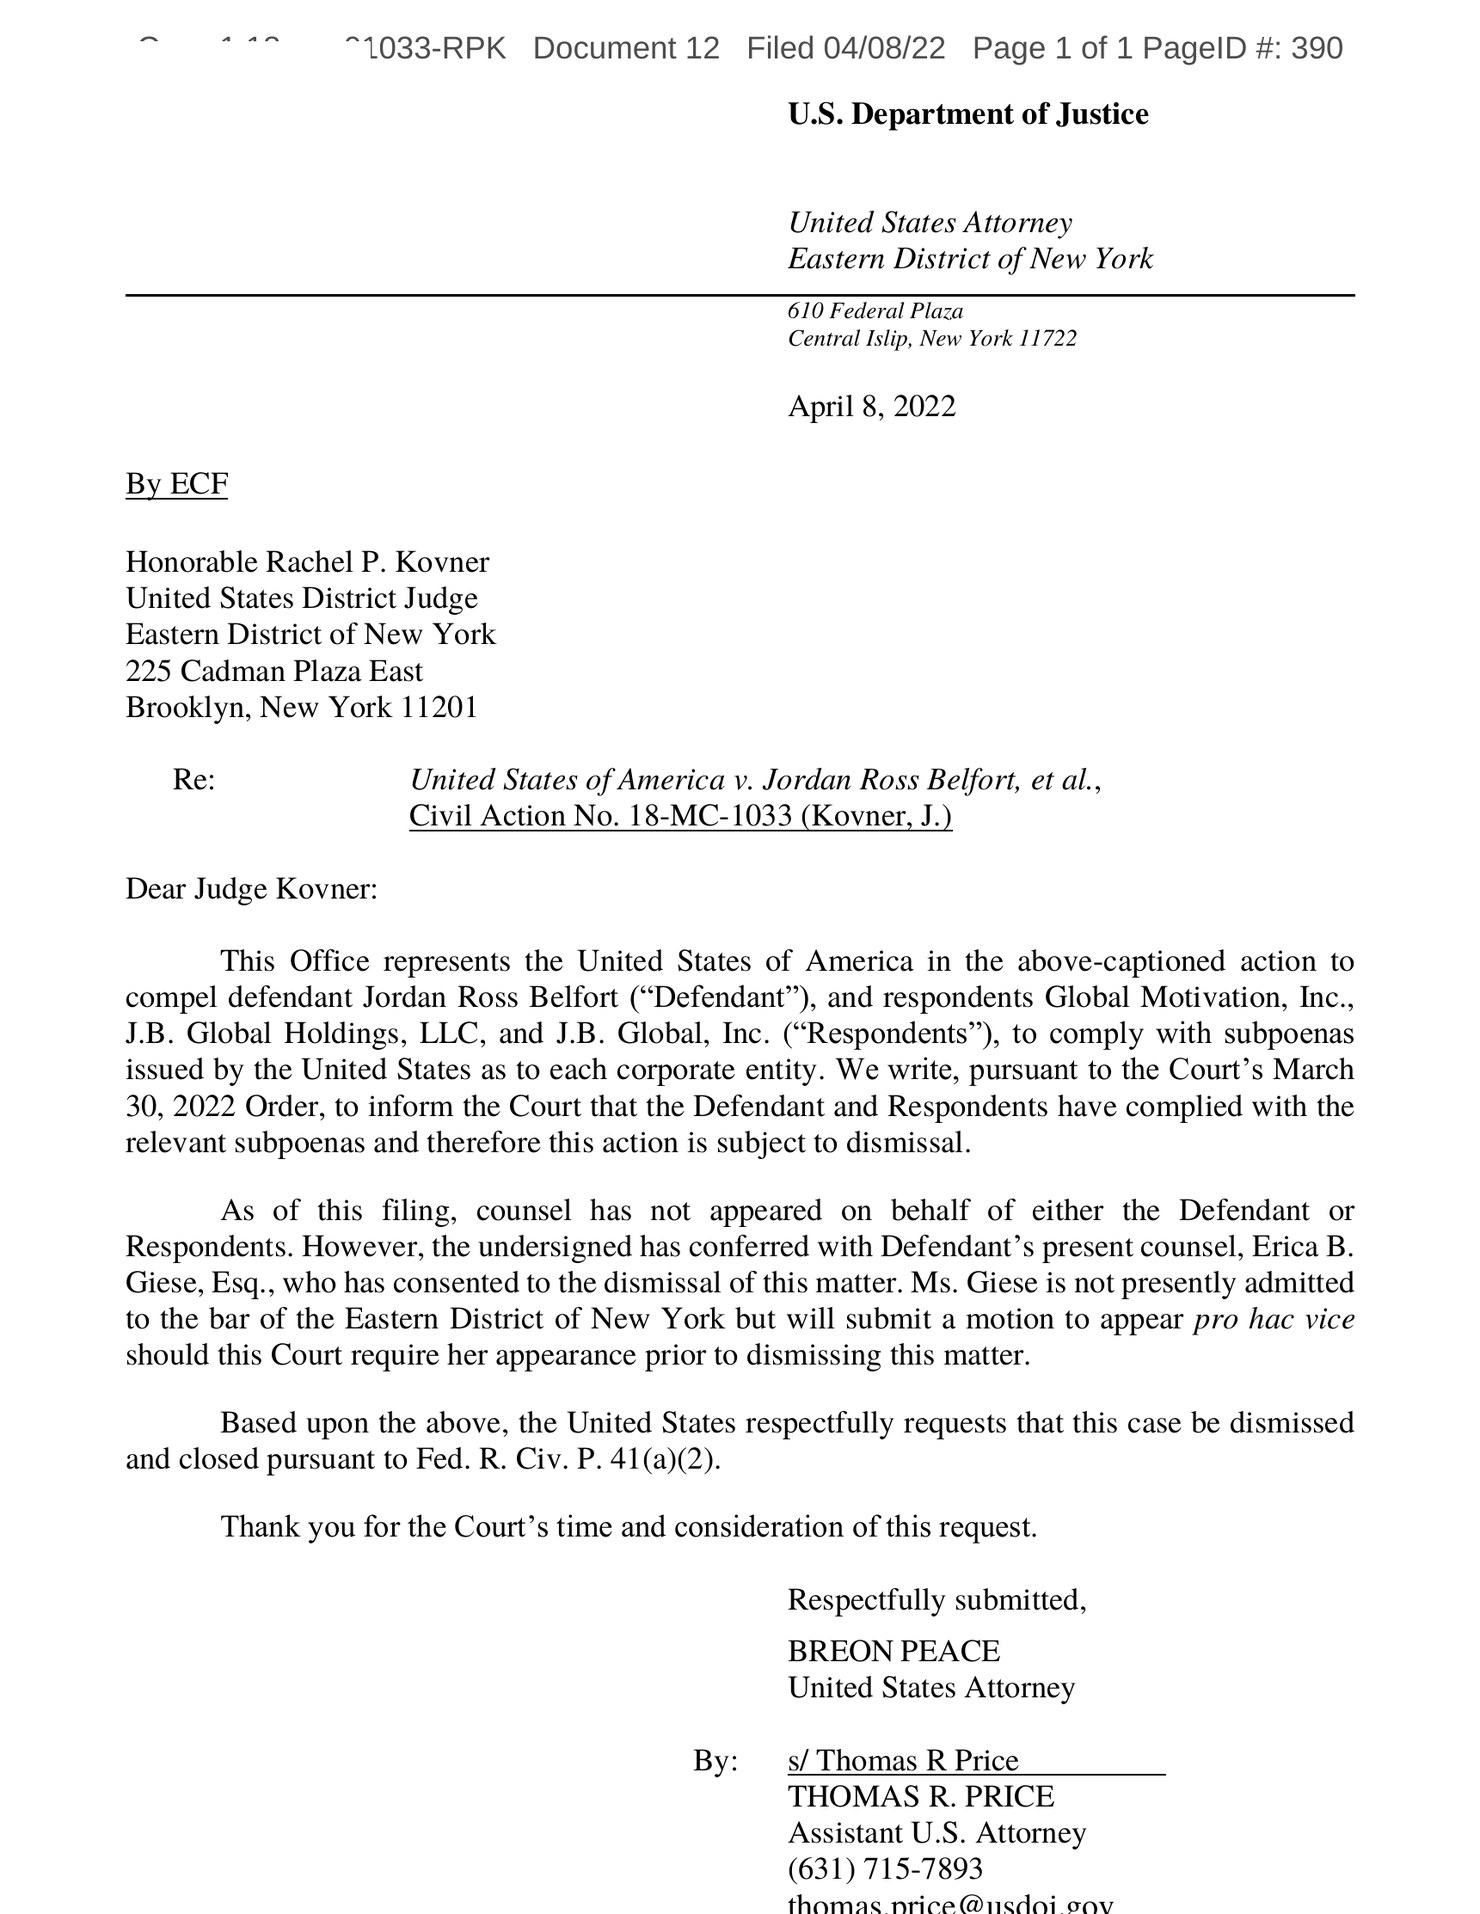 1033-RPK Document 12 Filed 04/08/22 Page 1 of 1 PageID #: 390
U.S. Department of Justice
United States Attorney
Eastern District of New York
610 Federal Plaza
Central Islip, New York 11722
April 8, 2022
By ECF
Honorable Rachel P. Kovner
United States District Judge
Eastern District of New York
225 Cadman Plaza East
Brooklyn, New York 11201
Re: United States of America v. Jordan Ross Belfort, et al.,
Civil Action No. 18-MC-1033 (Kovner, J.)
Dear Judge Kovner:
This Office represents the United States of America in the above-captioned action to
compel defendant Jordan Ross Belfort (“Defendant”), and respondents Global Motivation, Inc.,
J.B. Global Holdings, LLC, and J.B. Global, Inc. (“Respondents”), to comply with subpoenas
issued by the United States as to each corporate entity. We write, pursuant to the Court’s March
30, 2022 Order, to inform the Court that the Defendant and Respondents have complied with the
relevant subpoenas and therefore this action is subject to dismissal.
As of this filing, counsel has not appeared on behalf of either the Defendant or
Respondents. However, the undersigned has conferred with Defendant’s present counsel, Erica B.
Giese, Esq., who has consented to the dismissal of this matter. Ms. Giese is not presently admitted
to the bar of the Eastern District of New York but will submit a motion to appear pro hac vice
should this Court require her appearance prior to dismissing this matter.
Based upon the above, the United States respectfully requests that this case be dismissed
and closed pursuant to Fed. R. Civ. P. 41(a)(2).
Thank you for the Court’s time and consideration of this request.
Respectfully submitted,
BREON PEACE
United States Attorney
By: s/ Thomas R Price
THOMAS R. PRICE
Assistant U.S. Attorney
(631) 715-7893
thomas.price@usdoj.gov